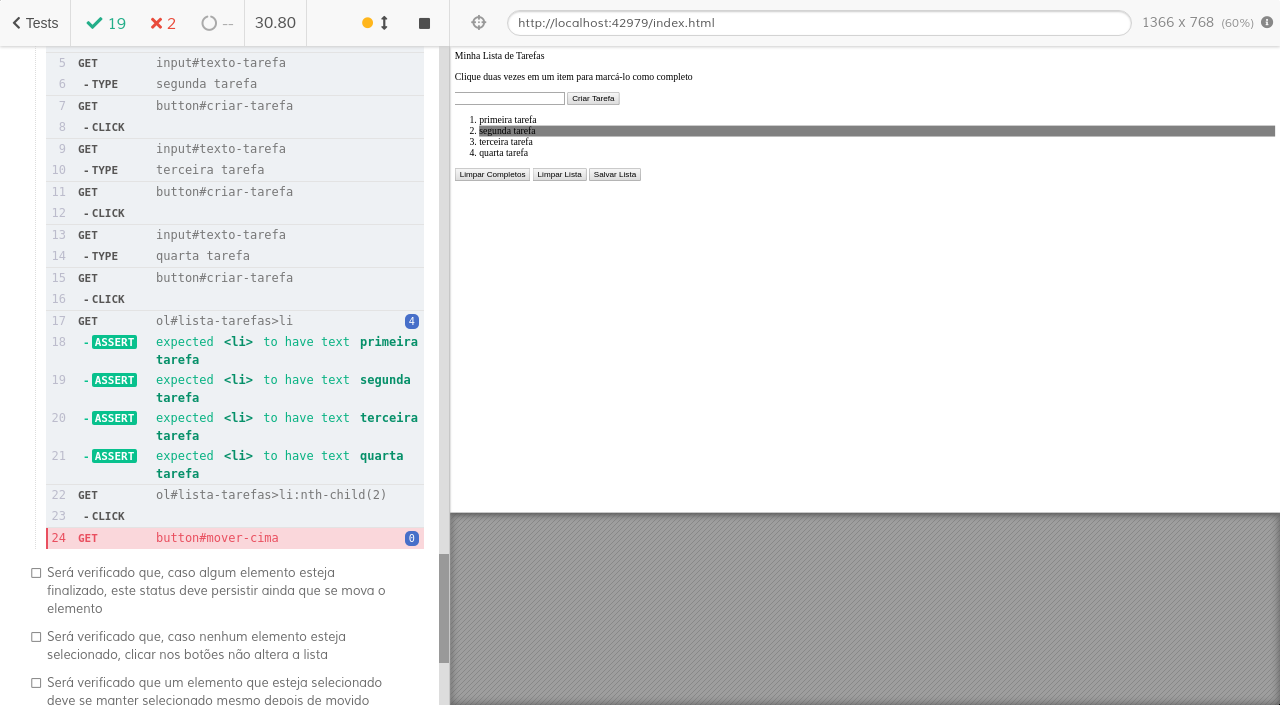 Tests 19 2 -- 30.80
http://localhost:42979/index.html 1366 x 768 (60%)
5 GET input#texto-tarefa
6 - TYPE segunda tarefa
7 GET button#criar-tarefa
8 - CLICK
9 GET input#texto-tarefa
10 - TYPE terceira tarefa
11 GET button#criar-tarefa
12 - CLICK
13 GET input#texto-tarefa
14 - TYPE quarta tarefa
15 GET button#criar-tarefa
16 - CLICK
17 GET ol#lista-tarefas>li 4
18 - ASSERT expected <li> to have text primeira
tarefa
19 - ASSERT expected <li> to have text segunda
tarefa
20 - ASSERT expected <li> to have text terceira
tarefa
21 - ASSERT expected <li> to have text quarta
tarefa
22 GET ol#lista-tarefas>li:nth-child(2)
23 - CLICK
24 GET button#mover-cima 0
Será verificado que, caso algum elemento esteja
finalizado, este status deve persistir ainda que se mova o
elemento
Será verificado que, caso nenhum elemento esteja
selecionado, clicar nos botões não altera a lista
Será verificado que um elemento que esteja selecionado
deve se manter selecionado mesmo depois de movido
Minha Lista de Tarefas
Clique duas vezes em um item para marcá-lo como completo
Criar Tarefa
1. primeira tarefa
2. segunda tarefa
3. terceira tarefa
4. quarta tarefa
Limpar Completos Limpar Lista Salvar Lista